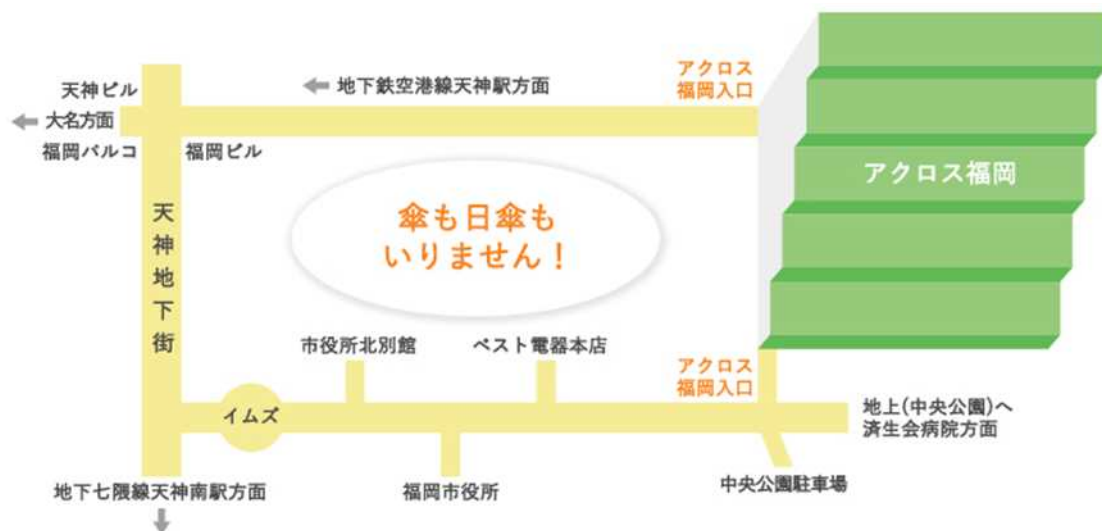 天神ビル
大名方面
福岡パルコ
福岡ビル
地下鉄空港線天神駅方面
アクロス
福岡入口
アクロス福岡
傘も日傘も
いりません！
天神地下街
市役所北別館
ベスト電器本店
アクロス
福岡入口
イムズ
地上(中央公園)へ
済生会病院方面
地下七隈線天神南駅方面
福岡市役所
中央公園駐車場